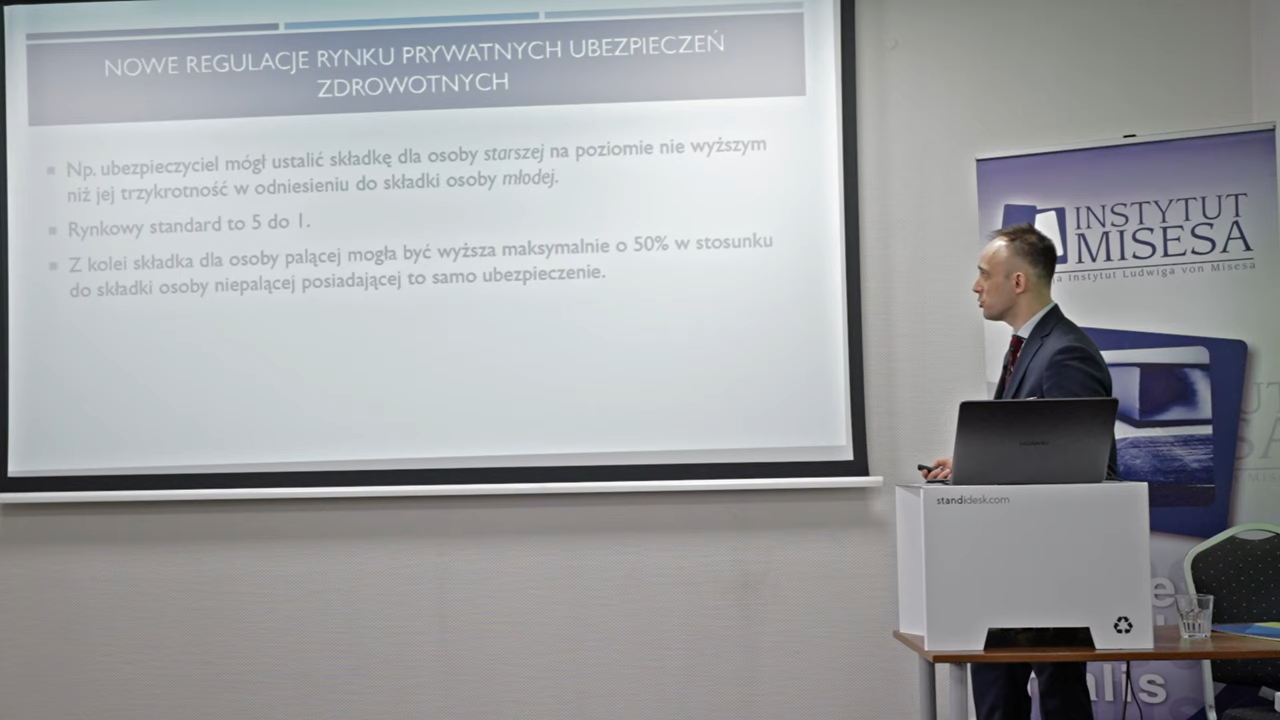 NOWE REGULACJE RYNKU PRYWATNYCH UBEZPIECZEŃ
ZDROWOTNYCH
Np. ubezpieczyciel mógł ustalić składkę dla osoby starszej na poziomie nie wyższym
niż jej trzykrotność w odniesieniu do składki osoby młodej.
Rynkowy standard to 5 do 1.
Z kolei składka dla osoby palącej mogła być wyższa maksymalnie o 50% w stosunku
do składki osoby niepalącej posiadającej to samo ubezpieczenie.
INSTYTUT
MISESA
Instytut Ludwiga von Misesa
standidesk.com